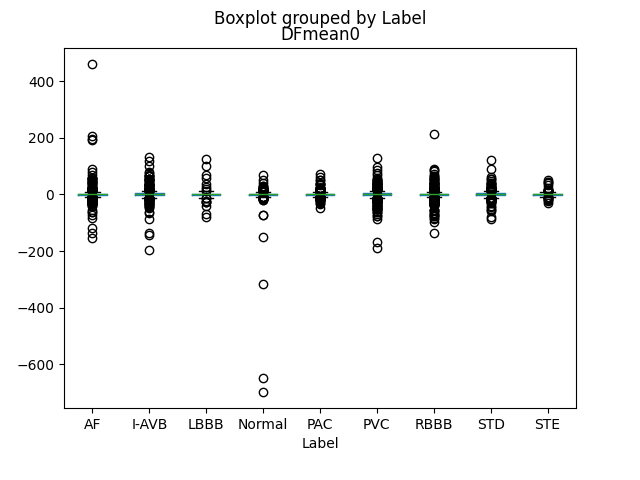 Boxplot grouped by Label
DFmean0
400
200
0
−200
−400
−600
AF I-AVB LBBB Normal PAC PVC RBBB STD STE
Label